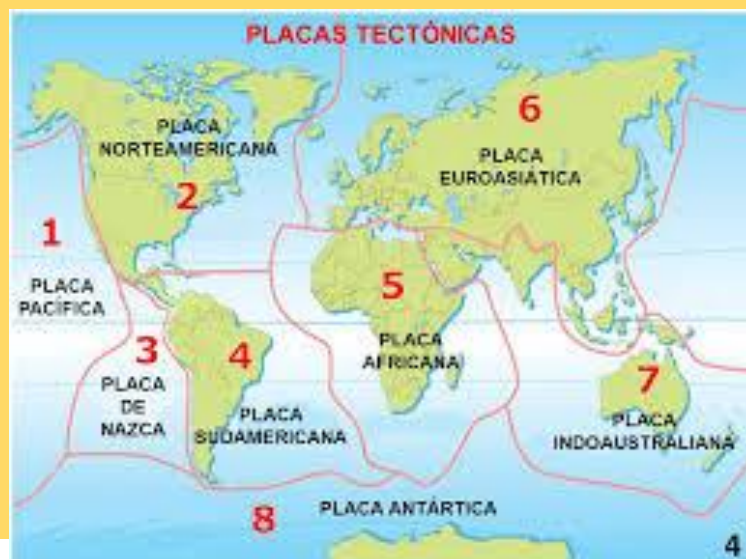 PLACAS TECTÓNICAS
6
PLACA
NORTEAMERICANA
PLACA
EUROASIÁTICA
2
1
PLACA
PACÍFICA
5
3
4
PLACA
AFRICANA
7
PLACA
DE
NAZCA
PLACA
SUDAMERICANA
PLACA
INDOAUSTRALIANA
8
PLACA ANTÁRTICA
4